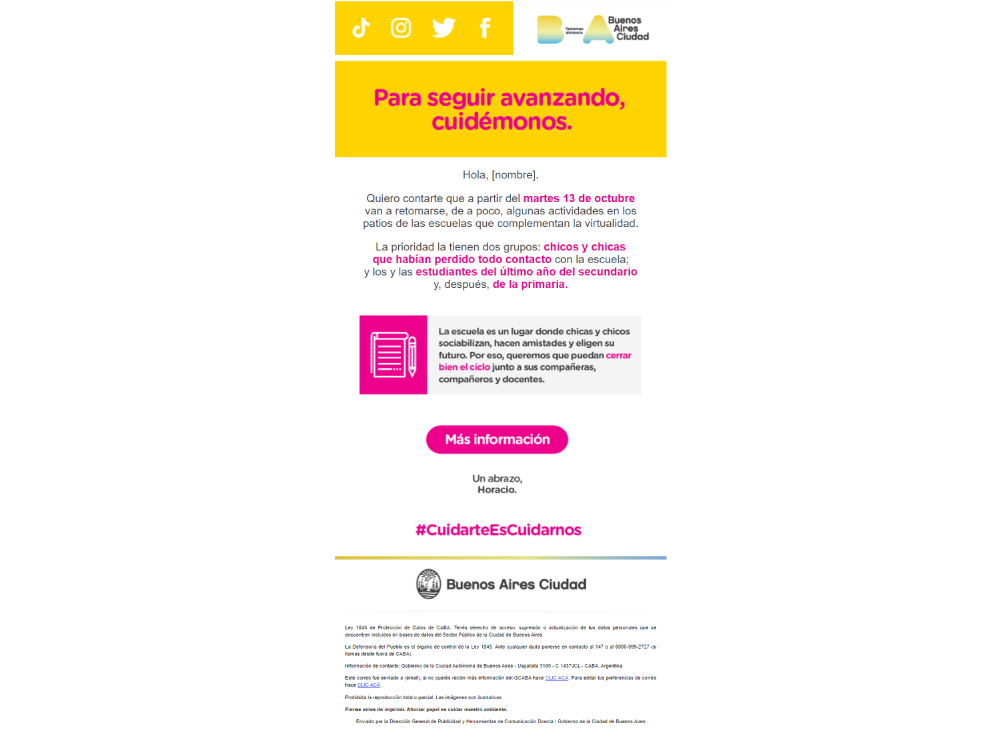 Tenemos
distancia
Buenos
Aires
Ciudad
Para seguir avanzando,
cuidémonos.
Hola, [nombre].
Quiero contarte que a partir del martes 13 de octubre
van a retomarse, de a poco, algunas actividades en los
patios de las escuelas que complementan la virtualidad.
La prioridad la tienen dos grupos: chicos y chicas
que habían perdido todo contacto con la escuela;
y los y las estudiantes del último año del secundario
y, después, de la primaria.
La escuela es un lugar donde chicas y chicos
sociabilizan, hacen amistades y eligen su
futuro. Por eso, queremos que puedan cerrar
bien el ciclo junto a sus compañeras,
compañeros y docentes.
Más información
Un abrazo,
Horacio.
#CuidarteEsCuidarnos
Buenos Aires Ciudad
Ley 1845 de Protección de Datos de CABA. Tenés derecho de acceso, supresión o actualización de tus datos personales que se
encuentren incluidos en bases de datos del Sector Público de la Ciudad de Buenos Aires.
La Defensoría del Pueblo es el órgano de control de la Ley 1845. Ante cualquier duda ponerse en contacto al 147 o al 0800-999-2727 (si
llamas desde fuera de CABA).
Información de contacto: Gobierno de la Ciudad Autónoma de Buenos Aires - Uspallata 3160 - C 1437JCL - CABA, Argentina.
Este correo fue enviado a (email), si no querés recibir más información del GCABA hace CLIC ACÁ. Para editar tus preferencias de correo
hace CLIC ACÁ.
Prohibida la reproducción total o parcial. Las imágenes son ilustrativas.
Piense antes de imprimir. Ahorrar papel es cuidar nuestro ambiente.
Enviado por la Dirección General de Publicidad y Herramientas de Comunicación Directa | Gobierno de la Ciudad de Buenos Aires